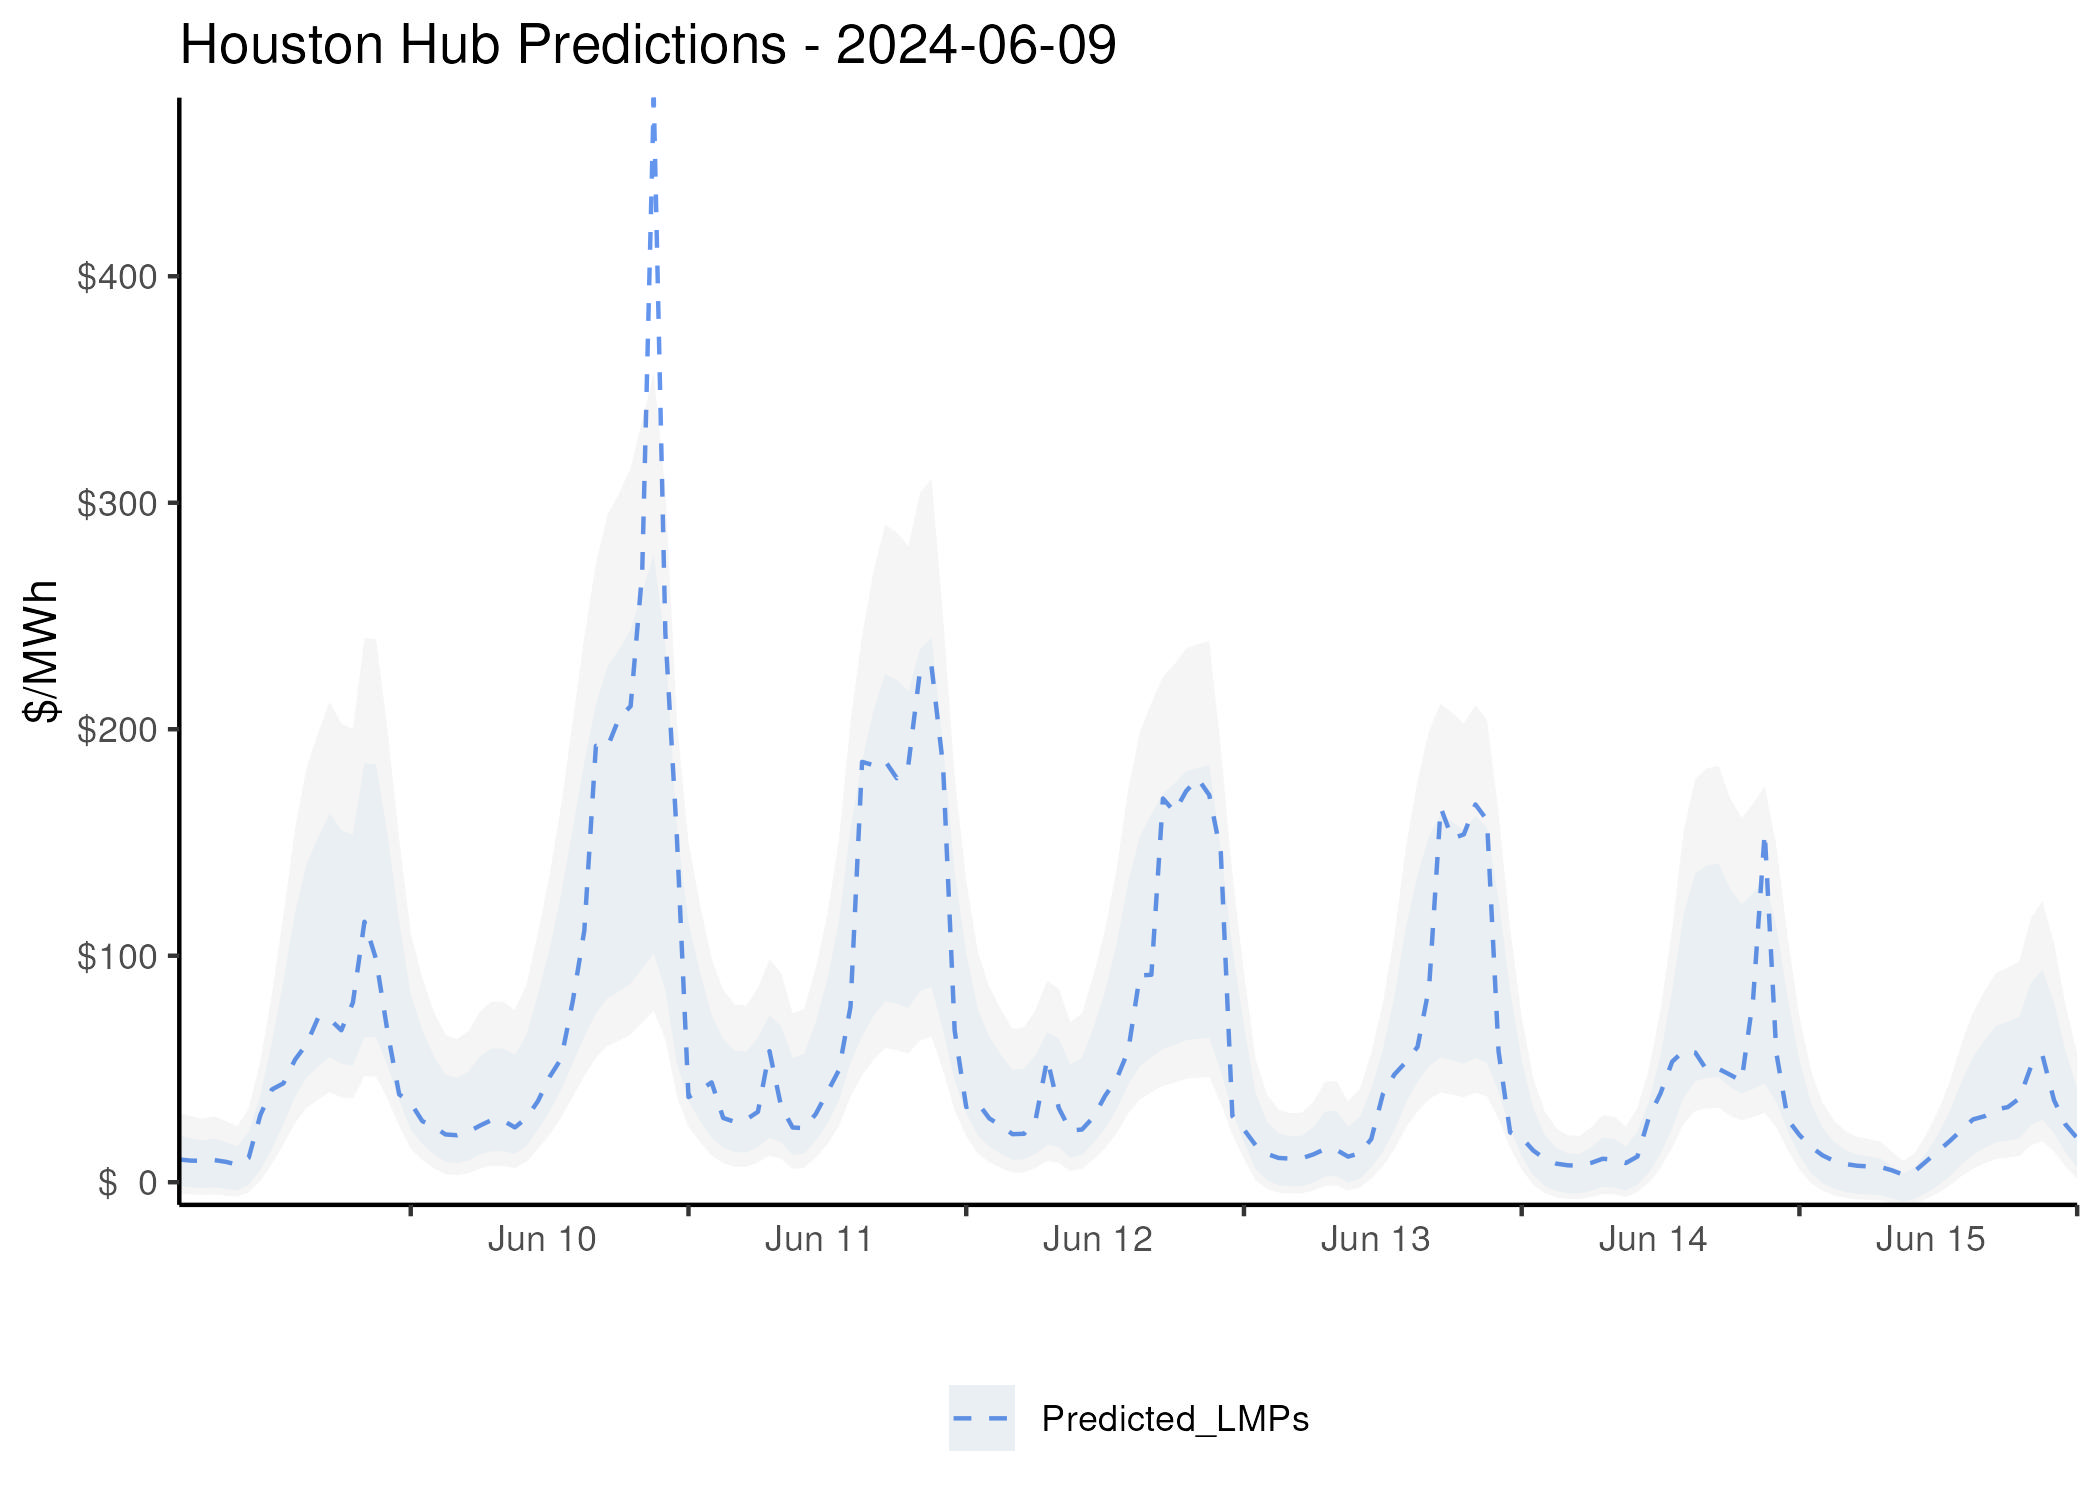 Houston Hub Predictions - 2024-06-09
$/MWh
$400
$300
$200
$100
$  0
Jun 10
Jun 11
Jun 12
Jun 13
Jun 14
Jun 15
Predicted_LMPs